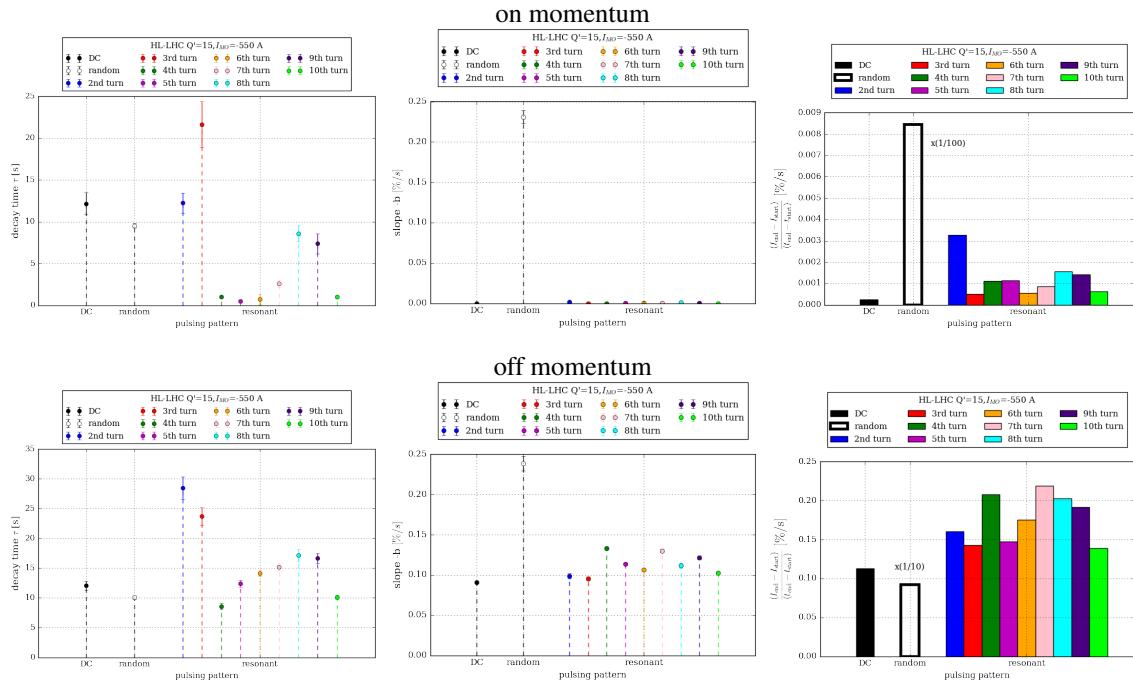 on momentum
HL-LHC Q'=15,I_MO=-550 A
DC
random
2nd turn
3rd turn
4th turn
5th turn
6th turn
7th turn
8th turn
9th turn
10th turn
decay time τ [s]
25
20
15
10
5
0
DC
random
resonant
pulsing pattern
HL-LHC Q'=15,I_MO=-550 A
DC
random
2nd turn
3rd turn
4th turn
5th turn
6th turn
7th turn
8th turn
9th turn
10th turn
slope -b [%/s]
0.25
0.20
0.15
0.10
0.05
0.00
DC
random
resonant
pulsing pattern
HL-LHC Q'=15,I_MO=-550 A
DC
random
2nd turn
3rd turn
4th turn
5th turn
6th turn
7th turn
8th turn
9th turn
10th turn
(I_end − I_start)/(t_end − t_start) [%/s]
0.009
0.008
0.007
0.006
0.005
0.004
0.003
0.002
0.001
0.000
x(1/100)
DC
random
resonant
pulsing pattern
off momentum
HL-LHC Q'=15,I_MO=-550 A
DC
random
2nd turn
3rd turn
4th turn
5th turn
6th turn
7th turn
8th turn
9th turn
10th turn
decay time τ [s]
35
30
25
20
15
10
5
0
DC
random
resonant
pulsing pattern
HL-LHC Q'=15,I_MO=-550 A
DC
random
2nd turn
3rd turn
4th turn
5th turn
6th turn
7th turn
8th turn
9th turn
10th turn
slope -b [%/s]
0.25
0.20
0.15
0.10
0.05
0.00
DC
random
resonant
pulsing pattern
HL-LHC Q'=15,I_MO=-550 A
DC
random
2nd turn
3rd turn
4th turn
5th turn
6th turn
7th turn
8th turn
9th turn
10th turn
(I_end − I_start)/(t_end − t_start) [%/s]
0.25
0.20
0.15
0.10
0.05
0.00
x(1/10)
DC
random
resonant
pulsing pattern